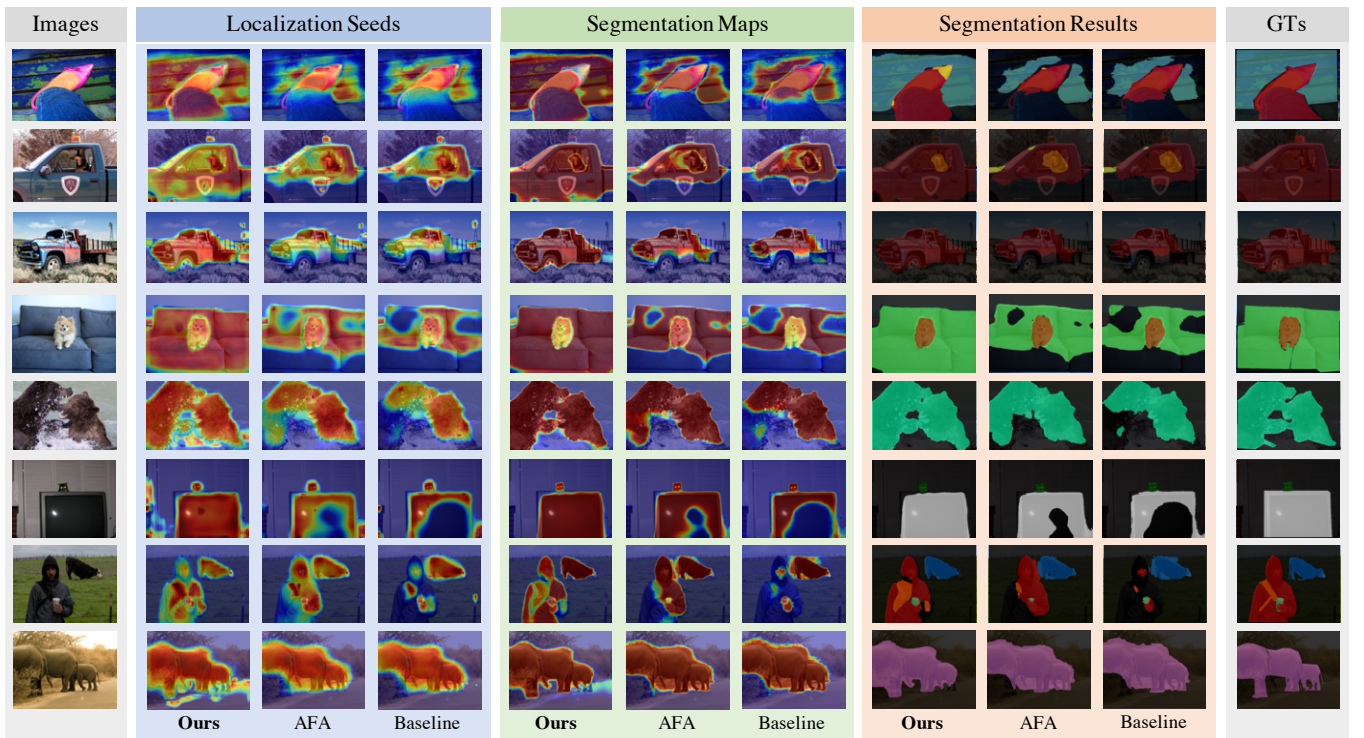 Images Localization Seeds Segmentation Maps Segmentation Results GTs
Ours AFA Baseline Ours AFA Baseline Ours AFA Baseline